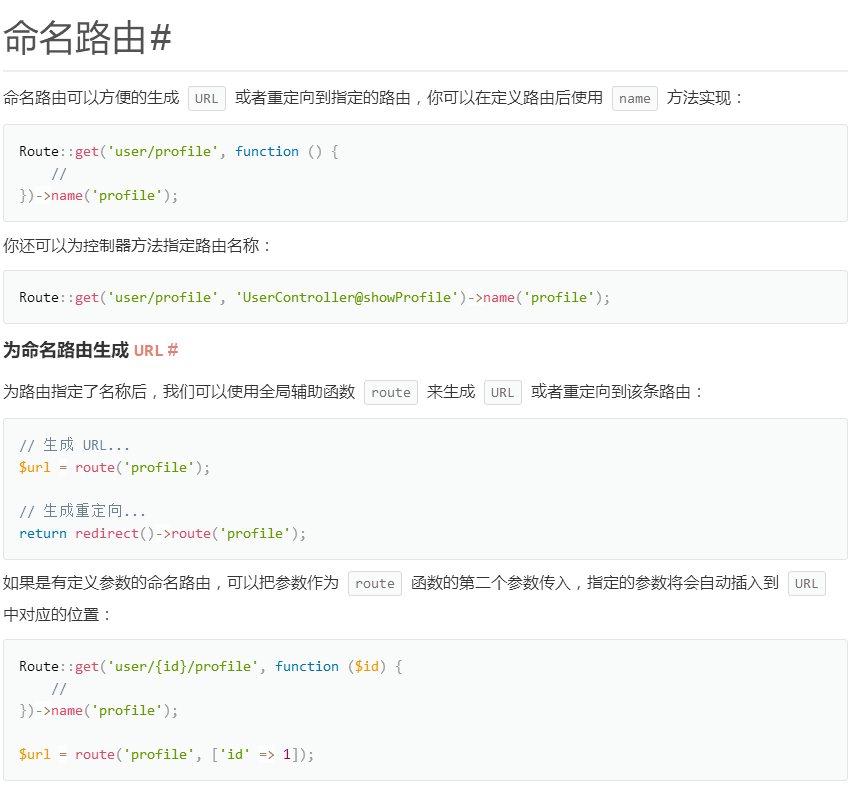 命名路由#
命名路由可以方便的生成 URL 或者重定向到指定的路由，你可以在定义路由后使用 name 方法实现：
Route::get('user/profile', function () {
    //
})->name('profile');
你还可以为控制器方法指定路由名称：
Route::get('user/profile', 'UserController@showProfile')->name('profile');
为命名路由生成 URL #
为路由指定了名称后，我们可以使用全局辅助函数 route 来生成 URL 或者重定向到该条路由：
// 生成 URL...
$url = route('profile');
// 生成重定向...
return redirect()->route('profile');
如果是有定义参数的命名路由，可以把参数作为 route 函数的第二个参数传入，指定的参数将会自动插入到 URL
中对应的位置：
Route::get('user/{id}/profile', function ($id) {
    //
})->name('profile');
$url = route('profile', ['id' => 1]);